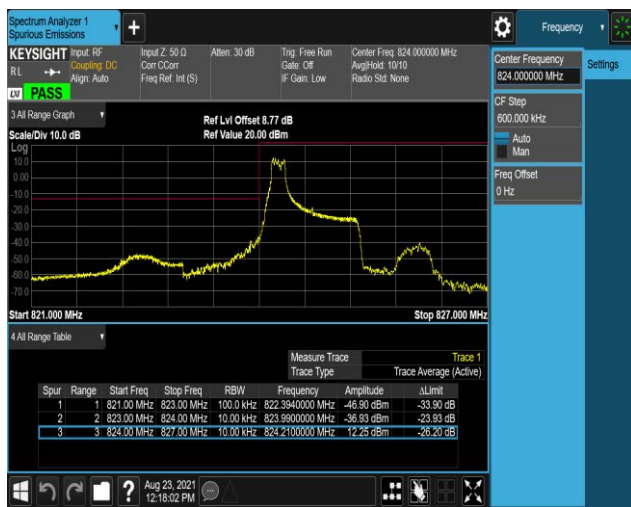 Spectrum Analyzer 1
Spurious Emissions
Frequency
KEYSIGHT Input: RF Input Z: 50 Ω Atten: 30 dB Trig: Free Run Center Freq: 824.000000 MHz
Coupling: DC Corr CCorr Gate: Off Avg|Hold: 10/10
RL Align: Auto Freq Ref: Int (S) IF Gain: Low Radio Std: None
LXI PASS
Center Frequency
824.000000 MHz
Settings
CF Step
600.000 kHz
Auto
Man
Freq Offset
0 Hz
3 All Range Graph
Ref Lvl Offset 8.77 dB
Scale/Div 10.0 dB Ref Value 20.00 dBm
Log
10.0
0.00
-10.0
-20.0
-30.0
-40.0
-50.0
-60.0
-70.0
Start 821.000 MHz Stop 827.000 MHz
4 All Range Table
Measure Trace Trace 1
Trace Type Trace Average (Active)
Spur Range Start Freq Stop Freq RBW Frequency Amplitude ΔLimit
1 1 821.00 MHz 823.00 MHz 100.0 kHz 822.3940000 MHz -46.90 dBm -33.90 dB
2 2 823.00 MHz 824.00 MHz 10.00 kHz 823.9900000 MHz -36.93 dBm -23.93 dB
3 3 824.00 MHz 827.00 MHz 10.00 kHz 824.2100000 MHz 12.25 dBm -26.20 dB
Aug 23, 2021
12:18:02 PM